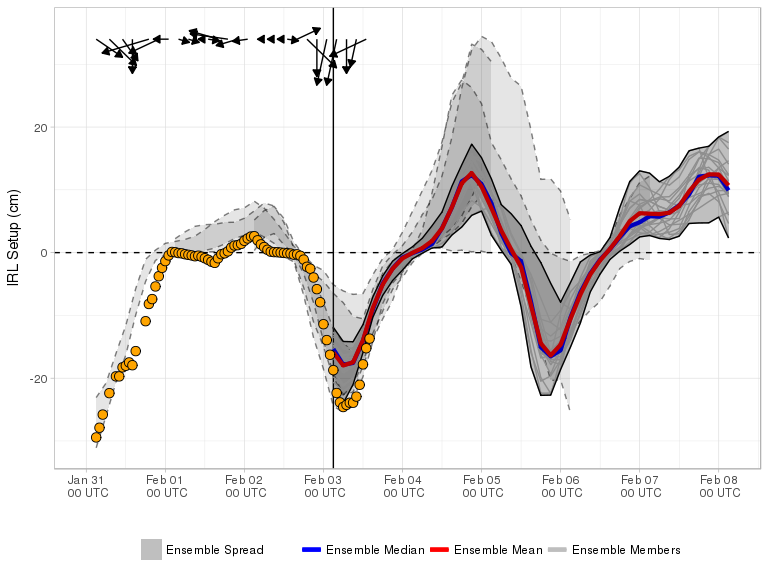 20
0
-20
IRL Setup (cm)
Jan 31 Feb 01 Feb 02 Feb 03 Feb 04 Feb 05 Feb 06 Feb 07 Feb 08
00 UTC 00 UTC 00 UTC 00 UTC 00 UTC 00 UTC 00 UTC 00 UTC 00 UTC
Ensemble Spread Ensemble Median Ensemble Mean Ensemble Members